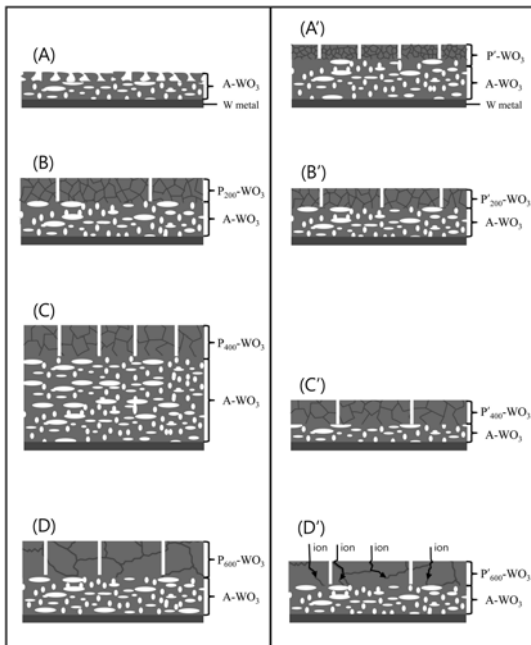 (A)
A-WO₃
W metal
(B)
P₂₀₀-WO₃
A-WO₃
(C)
P₄₀₀-WO₃
A-WO₃
(D)
P₆₀₀-WO₃
A-WO₃
(A′)
P′-WO₃
A-WO₃
W metal
(B′)
P′₂₀₀-WO₃
A-WO₃
(C′)
P′₄₀₀-WO₃
A-WO₃
(D′)
ion ion ion ion
P′₆₀₀-WO₃
A-WO₃